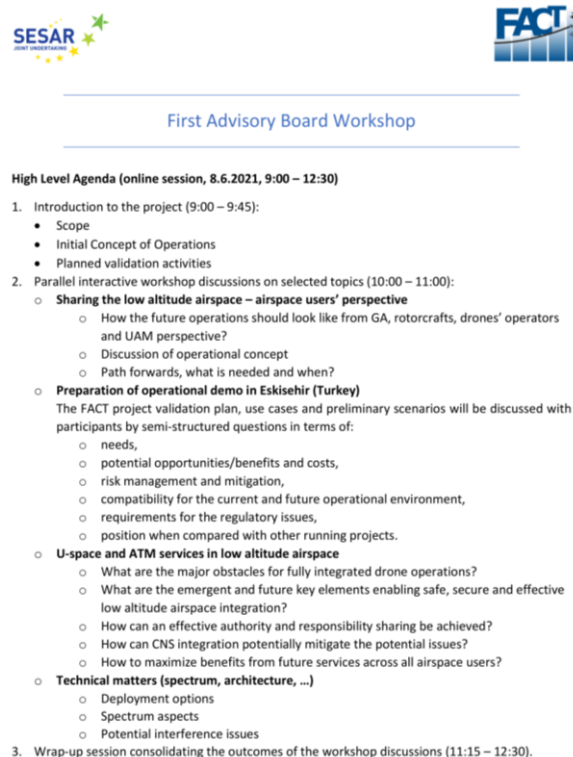 SESAR
JOINT UNDERTAKING
FACT
First Advisory Board Workshop
High Level Agenda (online session, 8.6.2021, 9:00 – 12:30)
1. Introduction to the project (9:00 – 9:45):
• Scope
• Initial Concept of Operations
• Planned validation activities
2. Parallel interactive workshop discussions on selected topics (10:00 – 11:00):
o Sharing the low altitude airspace – airspace users' perspective
o How the future operations should look like from GA, rotorcrafts, drones' operators
and UAM perspective?
o Discussion of operational concept
o Path forwards, what is needed and when?
o Preparation of operational demo in Eskisehir (Turkey)
The FACT project validation plan, use cases and preliminary scenarios will be discussed with
participants by semi-structured questions in terms of:
o needs,
o potential opportunities/benefits and costs,
o risk management and mitigation,
o compatibility for the current and future operational environment,
o requirements for the regulatory issues,
o position when compared with other running projects.
o U-space and ATM services in low altitude airspace
o What are the major obstacles for fully integrated drone operations?
o What are the emergent and future key elements enabling safe, secure and effective
low altitude airspace integration?
o How can an effective authority and responsibility sharing be achieved?
o How can CNS integration potentially mitigate the potential issues?
o How to maximize benefits from future services across all airspace users?
o Technical matters (spectrum, architecture, …)
o Deployment options
o Spectrum aspects
o Potential interference issues
3. Wrap-up session consolidating the outcomes of the workshop discussions (11:15 – 12:30).